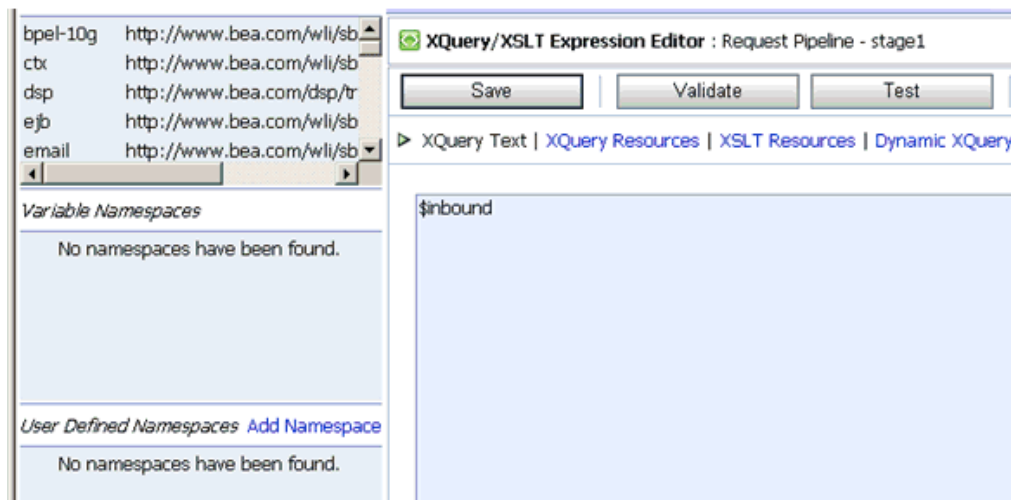 bpel-10g http://www.bea.com/wli/sb
ctx http://www.bea.com/wli/sb
dsp http://www.bea.com/dsp/tr
ejb http://www.bea.com/wli/sb
email http://www.bea.com/wli/sb
Variable Namespaces
No namespaces have been found.
User Defined Namespaces Add Namespace
No namespaces have been found.
XQuery/XSLT Expression Editor : Request Pipeline - stage1
Save Validate Test
XQuery Text | XQuery Resources | XSLT Resources | Dynamic XQuery
$inbound